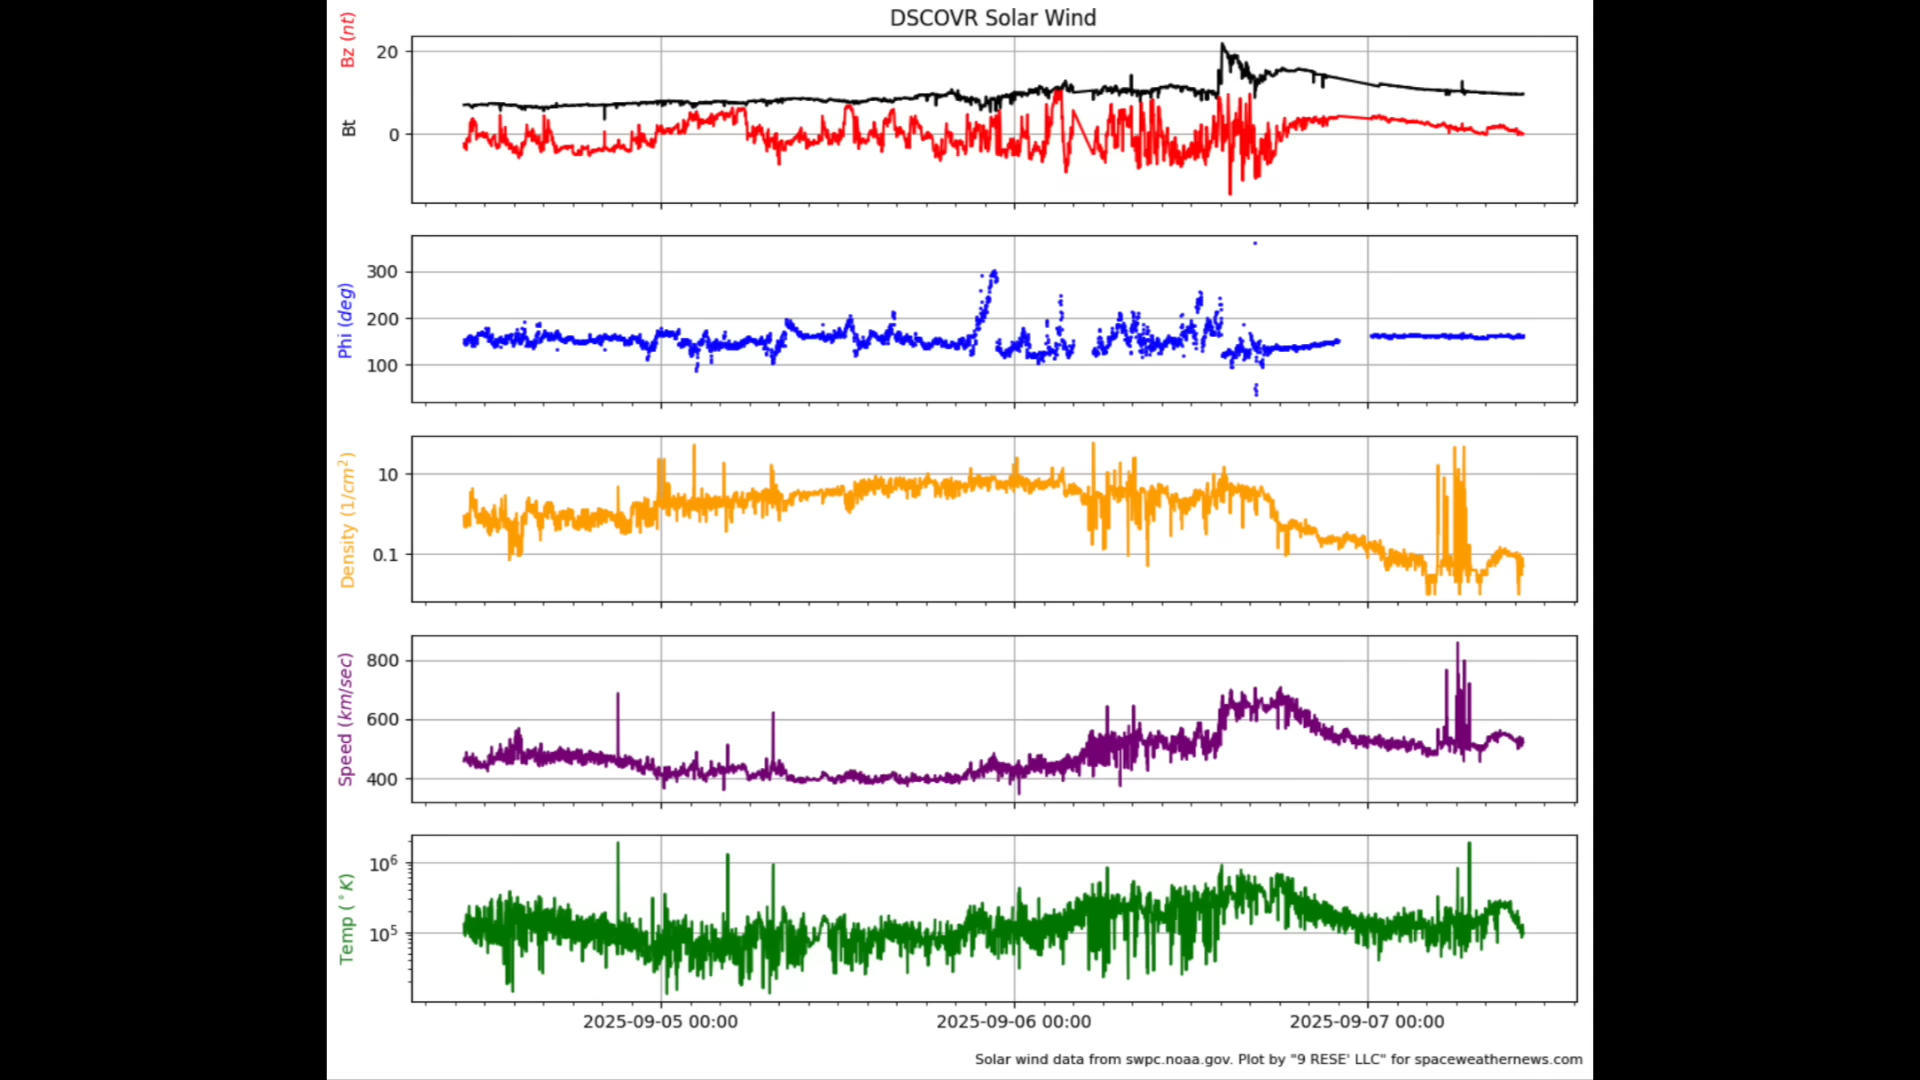 DSCOVR Solar Wind
Bz (nt)
Bt
20
0
Phi (deg)
300
200
100
Density (1/cm²)
10
0.1
Speed (km/sec)
800
600
400
Temp (°K)
10⁶
10⁵
2025-09-05 00:00
2025-09-06 00:00
2025-09-07 00:00
Solar wind data from swpc.noaa.gov. Plot by "9 RESE' LLC" for spaceweathernews.com